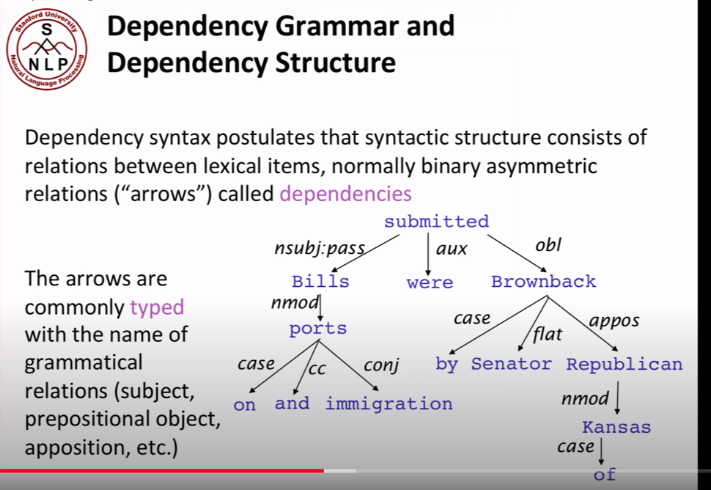 Stanford University
S
NLP
Natural Language Processing
Dependency Grammar and
Dependency Structure
Dependency syntax postulates that syntactic structure consists of
relations between lexical items, normally binary asymmetric
relations (“arrows”) called dependencies
The arrows are
commonly typed
with the name of
grammatical
relations (subject,
prepositional object,
apposition, etc.)
submitted
nsubj:pass aux obl
Bills were Brownback
nmod
ports
case flat appos
by Senator Republican
case cc conj
on and immigration
nmod
Kansas
case
of